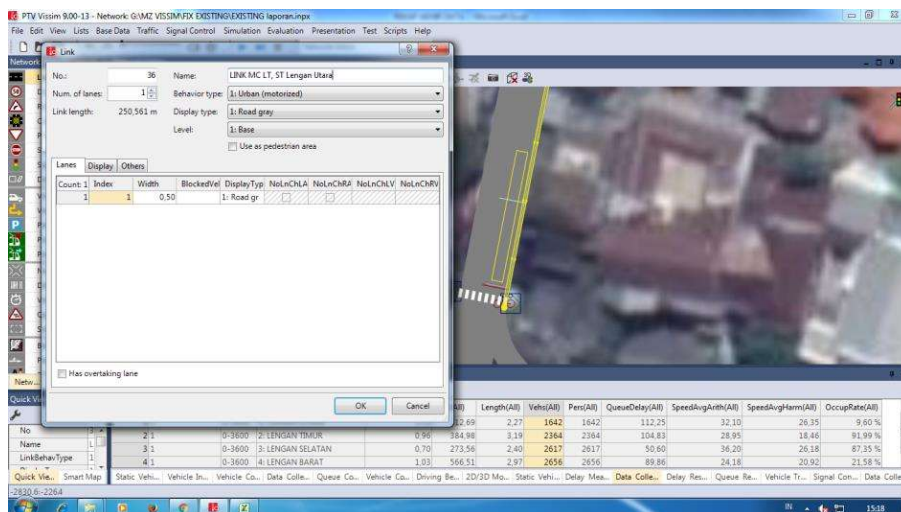 PTV Vissim 9.00-13 - Network: G:\MZ VISSIM\FIX EXISTING\EXISTING laporan.inpx
File Edit View Lists Base Data Traffic Signal Control Simulation Evaluation Presentation Test Scripts Help
Link
Network
No.: 36 Name: LINK MC LT, ST Lengan Utara
Num. of lanes: 1 Behavior type: 1: Urban (motorized)
Link length: 250,561 m Display type: 1: Road gray
Level: 1: Base
Use as pedestrian area
Lanes Display Others
Count: 1 Index Width BlockedVel DisplayTyp NoLnChLA NoLnChRA NoLnChLV NoLnChRV
1 1 0,50 1: Road gr
Has overtaking lane
OK Cancel
Netw...
Quick Vi
Length(All) Vehs(All) Pers(All) QueueDelay(All) SpeedAvgArith(All) SpeedAvgHarm(All) OccupRate(All)
2,27 1642 1642 112,25 32,10 26,35 9,60 %
No
2 1 0-3600 2: LENGAN TIMUR 0,96 384,98 3,19 2364 2364 104,83 28,95 18,46 91,99 %
Name
3 1 0-3600 3: LENGAN SELATAN 0,70 273,56 2,40 2617 2617 50,60 36,20 26,18 87,35 %
LinkBehavType 1
4 1 0-3600 4: LENGAN BARAT 1,03 566,51 2,97 2656 2656 89,86 24,18 20,92 21,58 %
Quick Vie... Smart Map Static Vehi... Vehicle In... Vehicle Co... Data Colle... Queue Co... Vehicle Co... Driving Be... 2D/3D Mo... Static Vehi... Delay Mea... Data Colle... Delay Res... Queue Re... Vehicle Tr... Signal Con... Data Colle
-2830,6:-226,4
IN 15:18